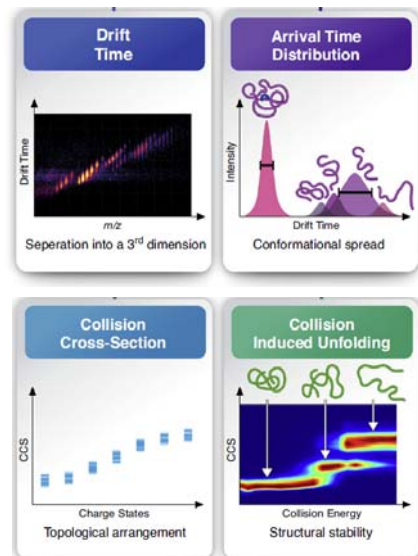 Drift
Time
Drift Time
m/z
Seperation into a 3rd dimension
Arrival Time
Distribution
Intensity
Drift Time
Conformational spread
Collision
Cross-Section
CCS
Charge States
Topological arrangement
Collision
Induced Unfolding
CCS
Collision Energy
Structural stability